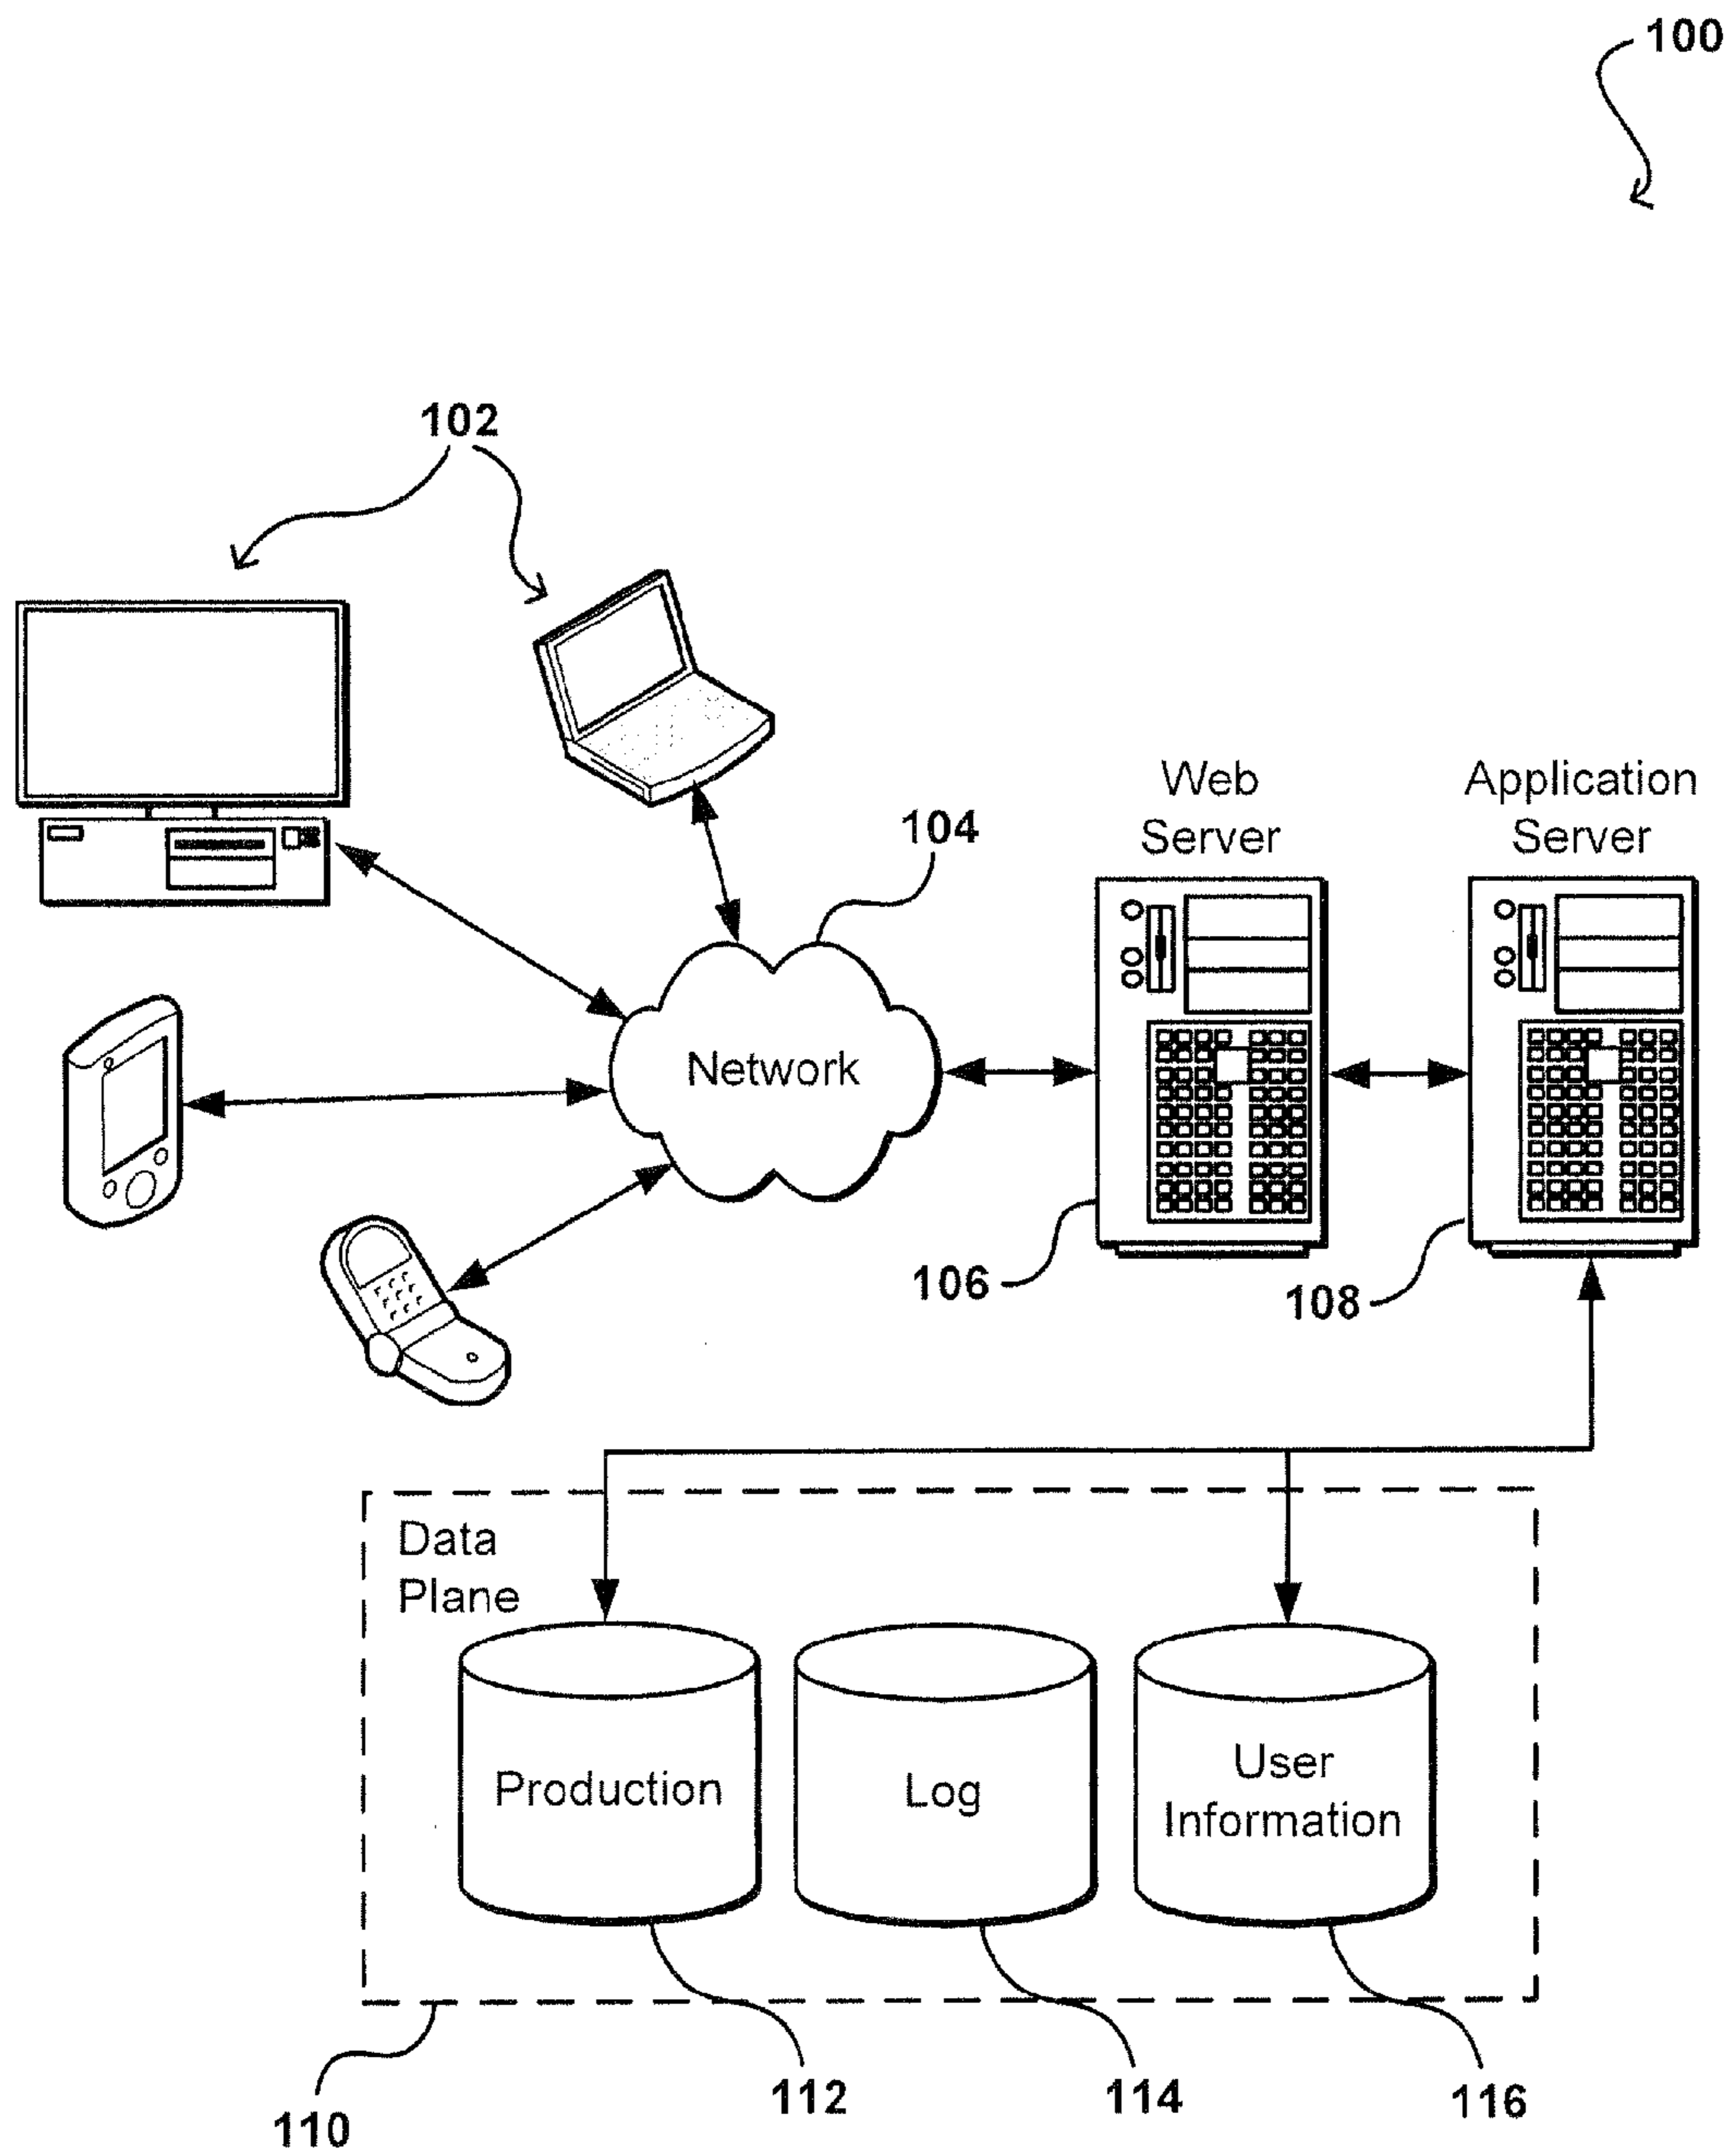 100
102
104
Web
Server
Application
Server
Network
106
108
Data
Plane
Production
Log
User
Information
110
112
114
116